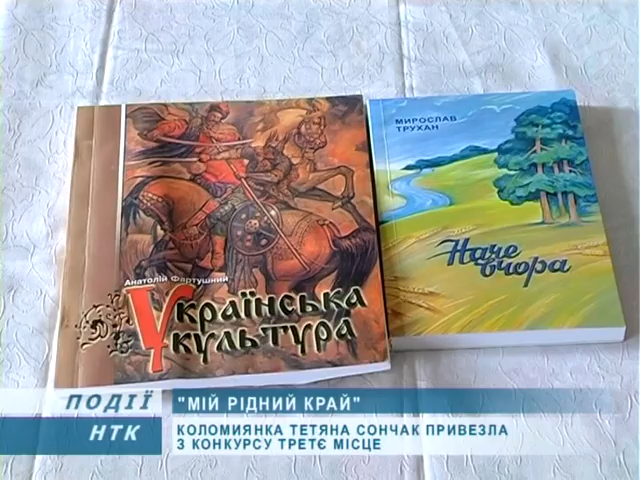 Анатолій Фартушний
Українська
культура
МИРОСЛАВ
ТРУХАН
Наче
вчора
ПОДІЇ
НТК
"МІЙ РІДНИЙ КРАЙ"
КОЛОМИЯНКА ТЕТЯНА СОНЧАК ПРИВЕЗЛА
З КОНКУРСУ ТРЕТЄ МІСЦЕ